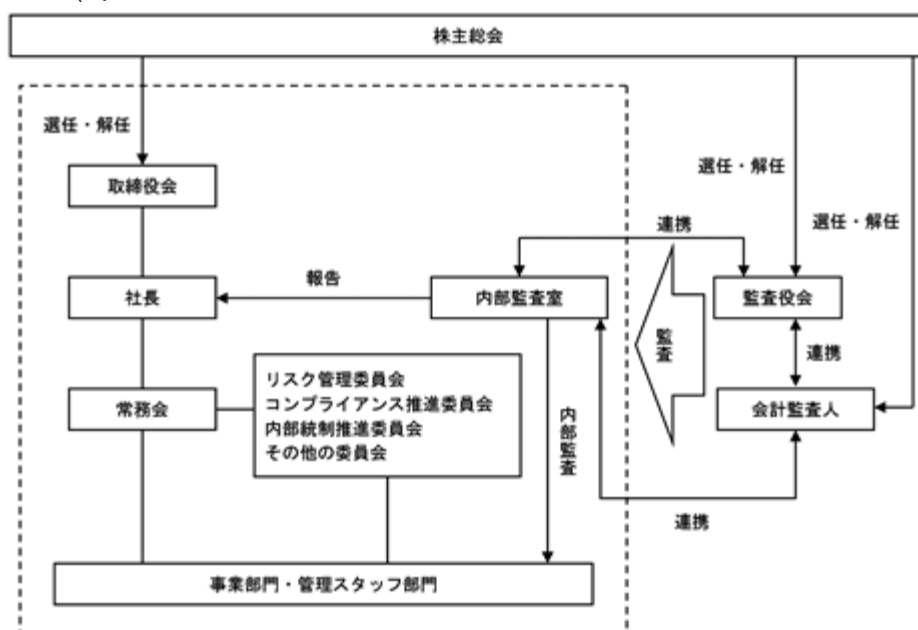 株主総会
選任・解任
取締役会
選任・解任
選任・解任
連携
社長
報告
内部監査室
監査役会
監査
連携
常務会
リスク管理委員会
コンプライアンス推進委員会
内部統制推進委員会
その他の委員会
内部監査
会計監査人
連携
事業部門・管理スタッフ部門